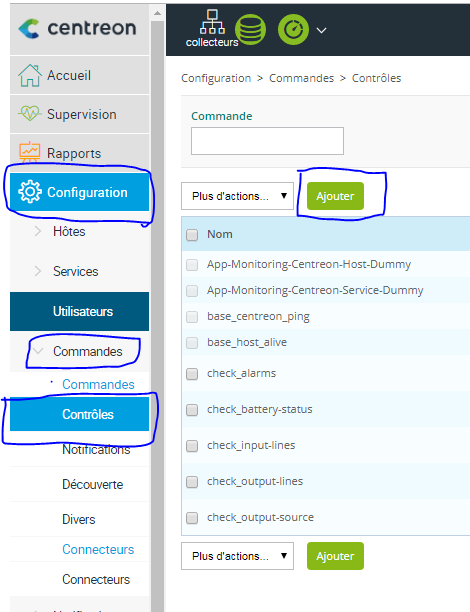 centreon
collecteurs
Accueil
Supervision
Rapports
Configuration
Hôtes
Services
Utilisateurs
Commandes
Commandes
Contrôles
Notifications
Découverte
Divers
Connecteurs
Connecteurs
Configuration > Commandes > Contrôles
Commande
Plus d'actions... Ajouter
Nom
App-Monitoring-Centreon-Host-Dummy
App-Monitoring-Centreon-Service-Dummy
base_centreon_ping
base_host_alive
check_alarms
check_battery-status
check_input-lines
check_output-lines
check_output-source
Plus d'actions... Ajouter